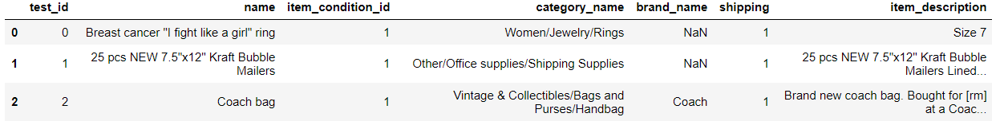 test_id name item_condition_id category_name brand_name shipping item_description
0 0 Breast cancer "I fight like a girl" ring 1 Women/Jewelry/Rings NaN 1 Size 7
1 1 25 pcs NEW 7.5"x12" Kraft Bubble Mailers 1 Other/Office supplies/Shipping Supplies NaN 1 25 pcs NEW 7.5"x12" Kraft Bubble Mailers Lined...
2 2 Coach bag 1 Vintage & Collectibles/Bags and Purses/Handbag Coach 1 Brand new coach bag. Bought for [rm] at a Coac...